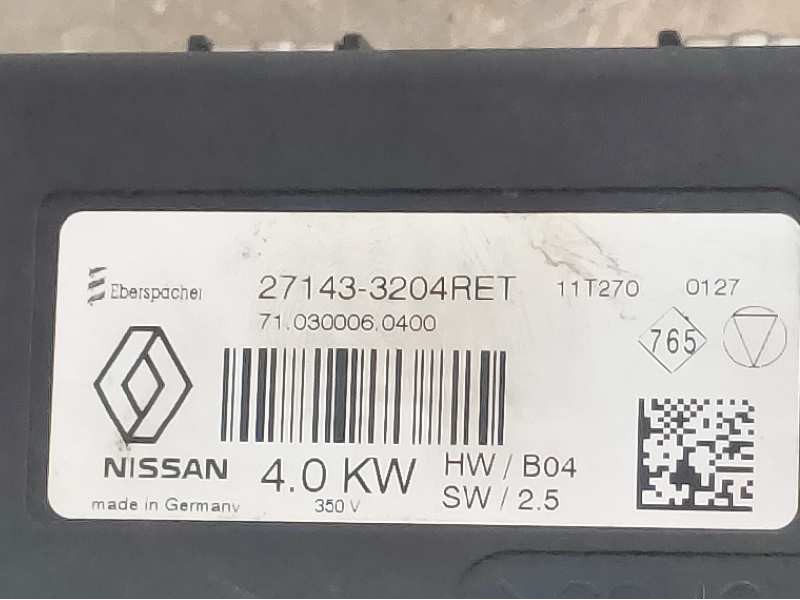 Eberspächer 27143-3204RET 11T270 0127
71.030006.0400
765
NISSAN 4.0 KW HW / B04
made in Germany 350 V SW / 2.5